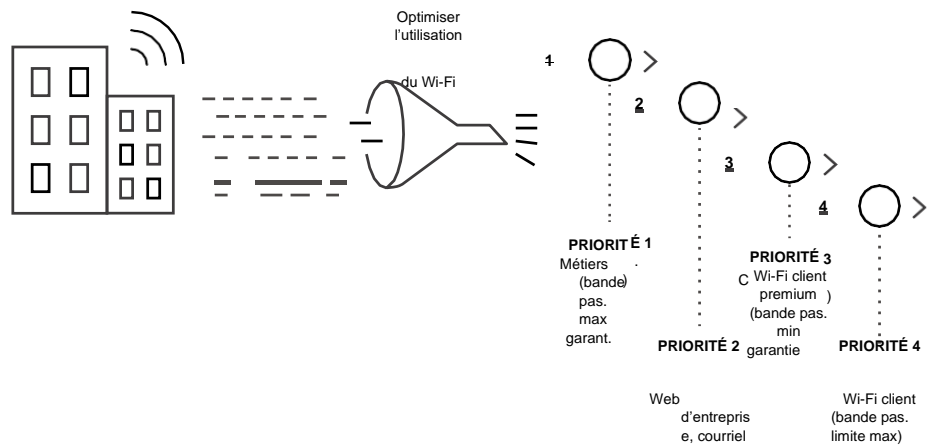 Optimiser
l'utilisation
du Wi-Fi
1
2
3
4
PRIORITÉ 1
Métiers .
(bande)
pas.
max
garant.
PRIORITÉ 2
Web
d'entrepris
e, courriel
PRIORITÉ 3
C Wi-Fi client
premium )
(bande pas.
min
garantie
PRIORITÉ 4
Wi-Fi client
(bande pas.
limite max)